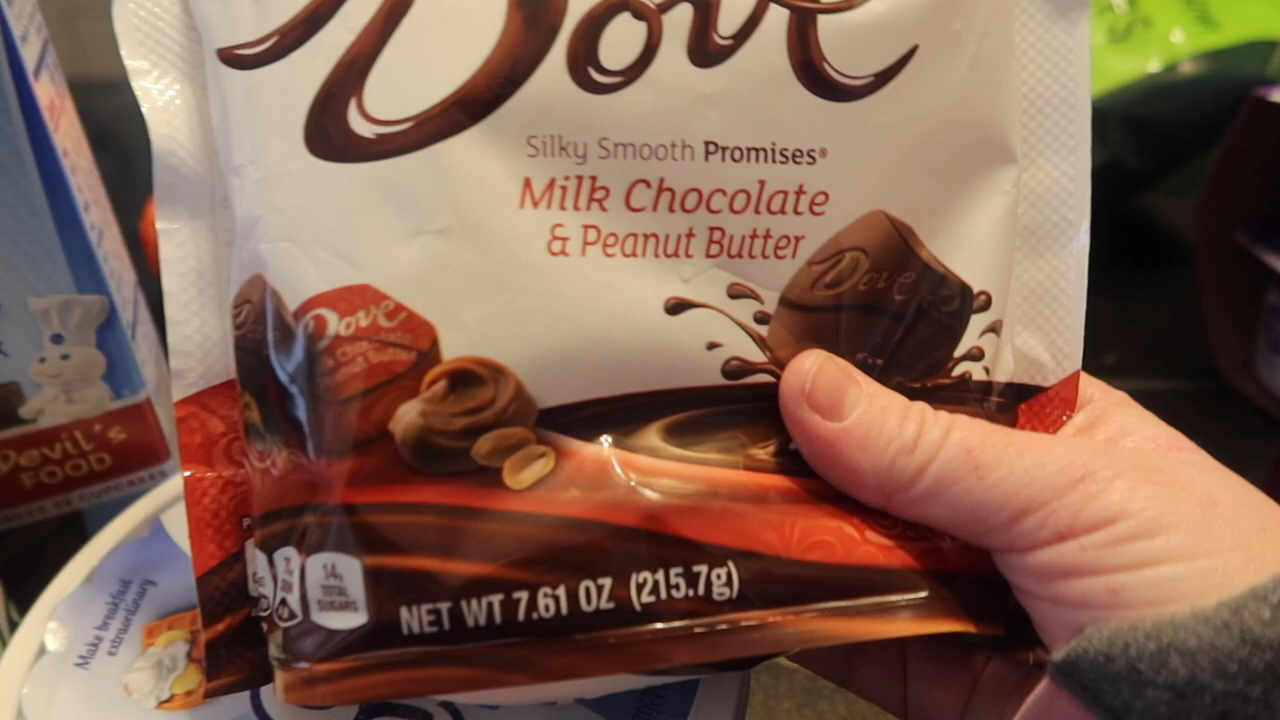 Dove
Silky Smooth Promises®
Milk Chocolate
& Peanut Butter
Dove
Dove
14g
TOTAL
SUGARS
NET WT 7.61 OZ (215.7g)
Devil's
FOOD
Make breakfast
extraordinary